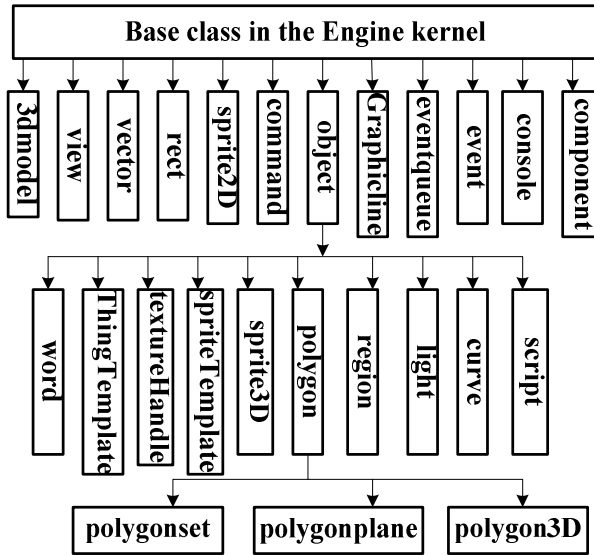 Base class in the Engine kernel
3dmodel
view
vector
rect
sprite2D
command
object
Graphicline
eventqueue
event
console
component
word
ThingTemplate
textureHandle
spriteTemplate
sprite3D
polygon
region
light
curve
script
polygonset
polygonplane
polygon3D